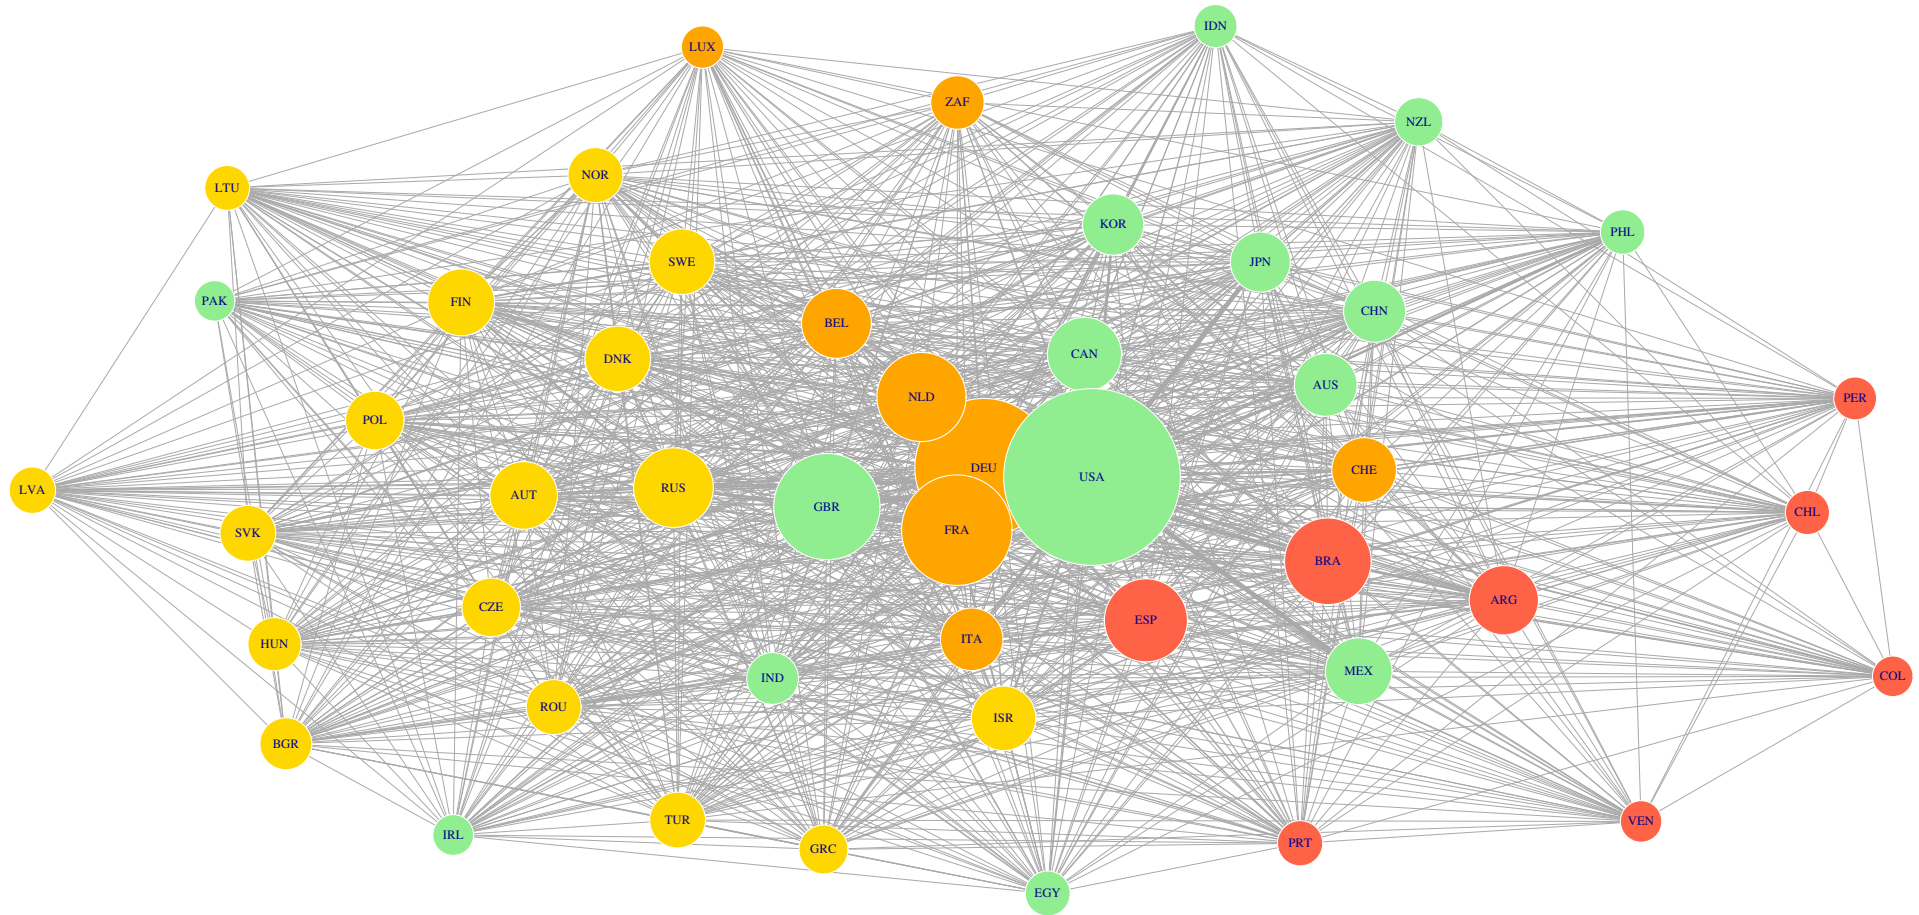 IDN
LUX
ZAF
NZL
NOR
LTU
KOR
PHL
SWE
JPN
PAK
FIN
CHN
BEL
CAN
DNK
AUS
NLD
PER
POL
DEU
CHE
USA
LVA
AUT
RUS
GBR
CHL
FRA
SVK
BRA
ARG
CZE
ESP
ITA
HUN
MEX
COL
IND
ROU
ISR
BGR
TUR
VEN
IRL
PRT
GRC
EGY